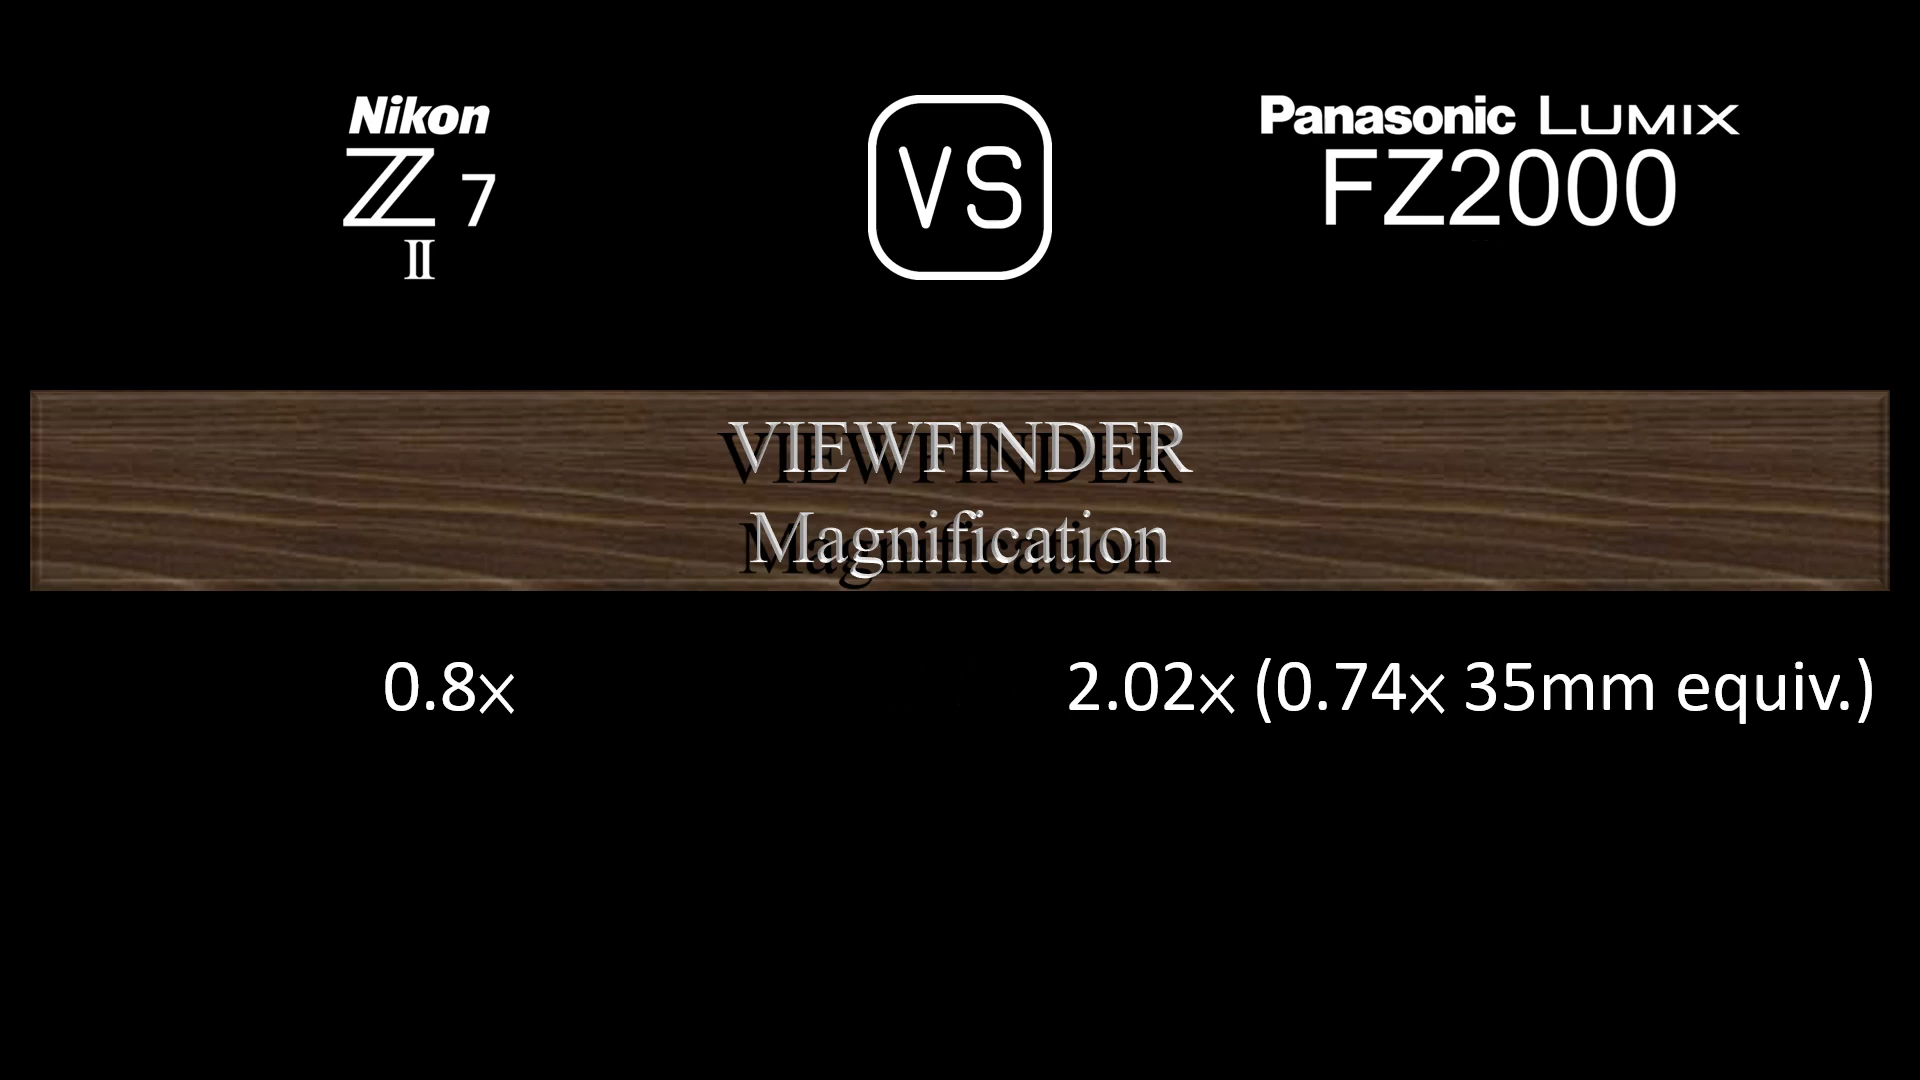 Nikon
Z 7
II
VS
Panasonic LUMIX
FZ2000
VIEWFINDER
Magnification
0.8x
2.02x (0.74x 35mm equiv.)